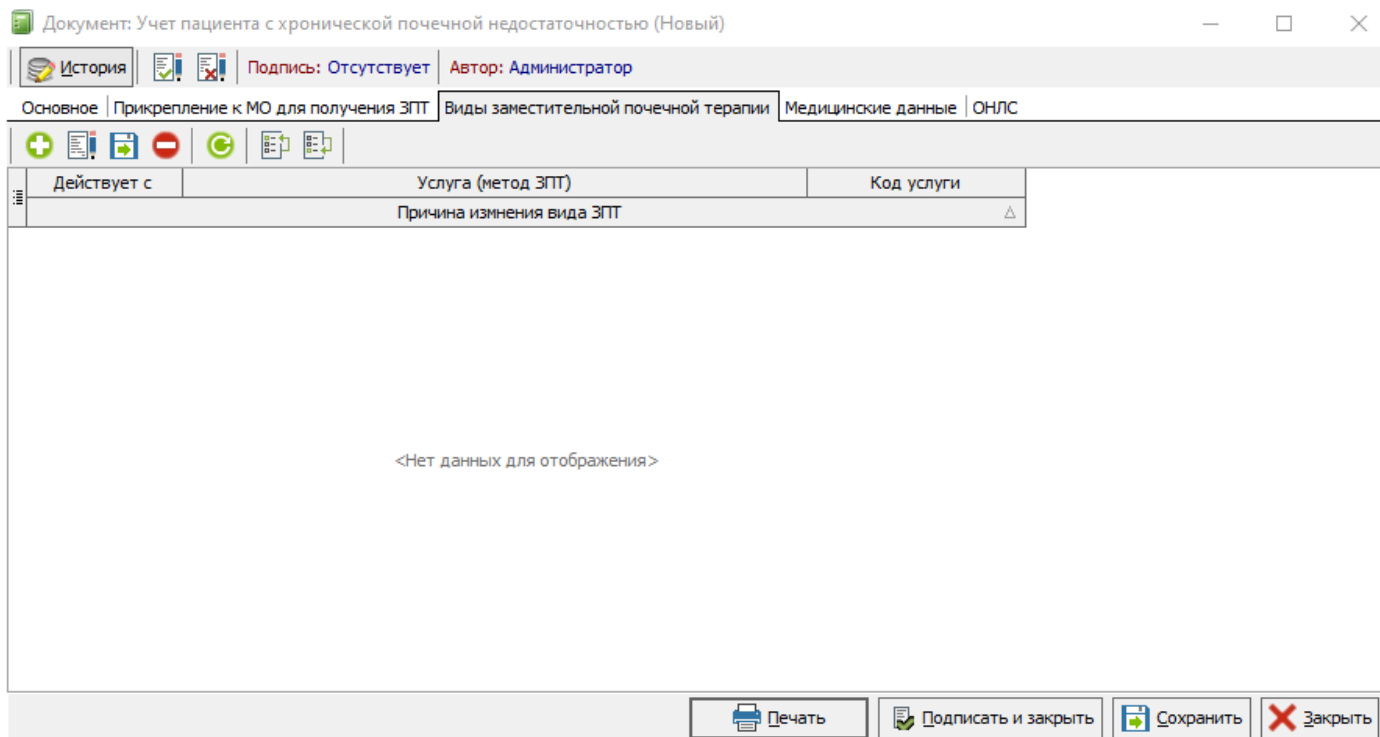 Документ: Учет пациента с хронической почечной недостаточностью (Новый)
История Подпись: Отсутствует Автор: Администратор
Основное Прикрепление к МО для получения ЗПТ Виды заместительной почечной терапии Медицинские данные ОНЛС
Действует с Услуга (метод ЗПТ) Код услуги
Причина измнения вида ЗПТ
<Нет данных для отображения>
Печать Подписать и закрыть Сохранить Закрыть